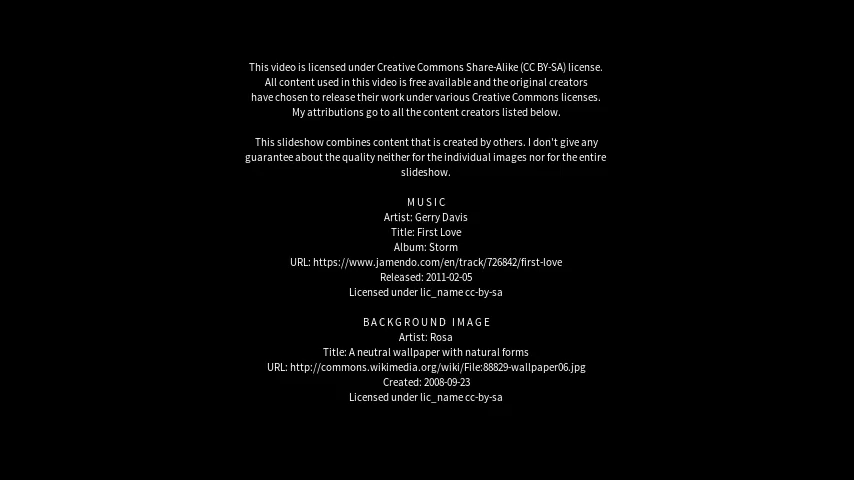 This video is licensed under Creative Commons Share-Alike (CC BY-SA) license.
All content used in this video is free available and the original creators
have chosen to release their work under various Creative Commons licenses.
My attributions go to all the content creators listed below.
This slideshow combines content that is created by others. I don't give any
guarantee about the quality neither for the individual images nor for the entire
slideshow.
MUSIC
Artist: Gerry Davis
Title: First Love
Album: Storm
URL: https://www.jamendo.com/en/track/726842/first-love
Released: 2011-02-05
Licensed under lic_name cc-by-sa
BACKGROUND IMAGE
Artist: Rosa
Title: A neutral wallpaper with natural forms
URL: http://commons.wikimedia.org/wiki/File:88829-wallpaper06.jpg
Created: 2008-09-23
Licensed under lic_name cc-by-sa